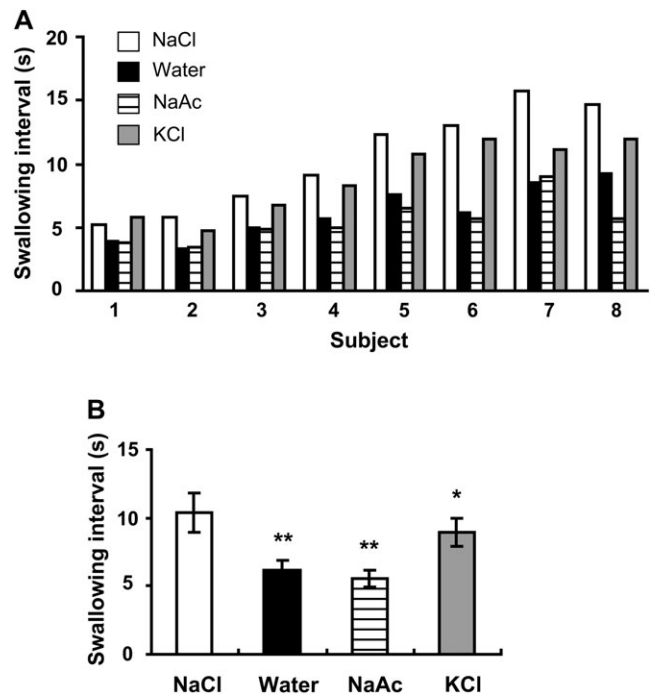 A
Swallowing interval (s)
20
15
10
5
0
NaCl
Water
NaAc
KCl
1 2 3 4 5 6 7 8
Subject
B
Swallowing interval (s)
15
10
5
0
** ** *
NaCl Water NaAc KCl